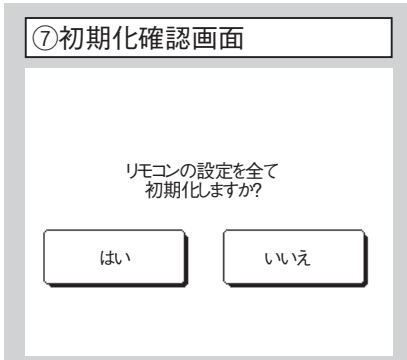 ⑦初期化確認画面
リモコンの設定を全て
初期化しますか?
はい
いいえ